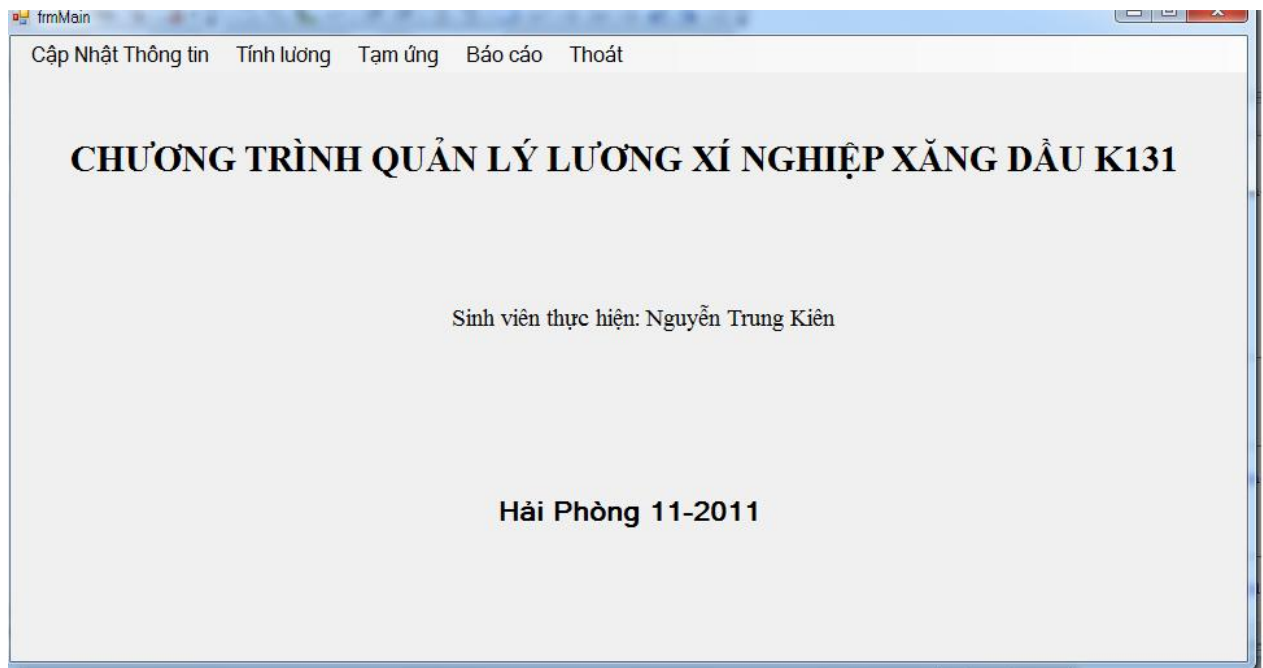 frmMain
Cập Nhật Thông tin Tính lương Tạm ứng Báo cáo Thoát
CHƯƠNG TRÌNH QUẢN LÝ LƯƠNG XÍ NGHIỆP XĂNG DẦU K131
Sinh viên thực hiện: Nguyễn Trung Kiên
Hải Phòng 11-2011